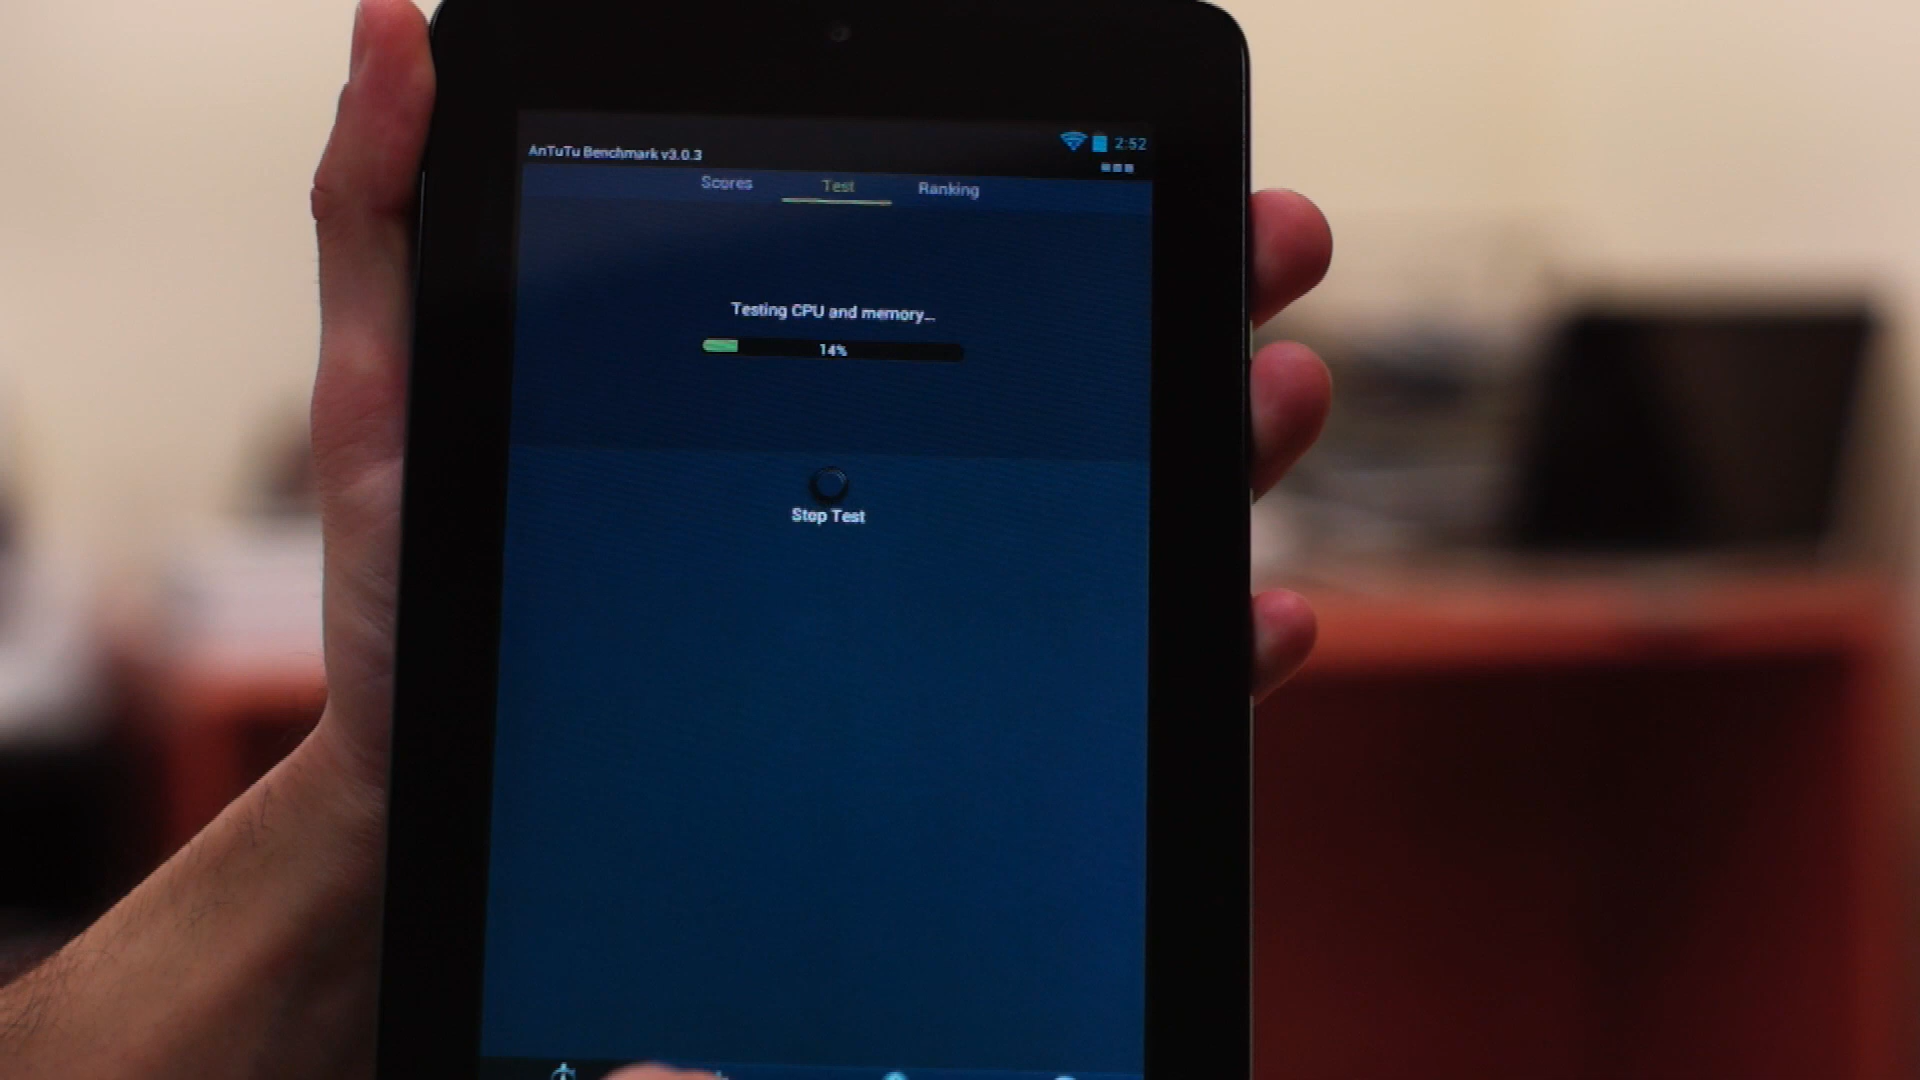 2:52
AnTuTu Benchmark v3.0.3
Scores Test Ranking
Testing CPU and memory...
14%
Stop Test